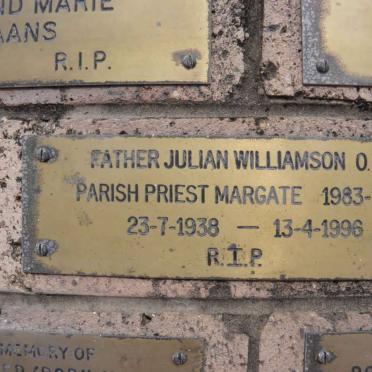 ND MARIE
AANS
R.I.P.
FATHER JULIAN WILLIAMSON O.
PARISH PRIEST MARGATE 1983-
23-7-1938 — 13-4-1996
R.I.P
MEMORY OF